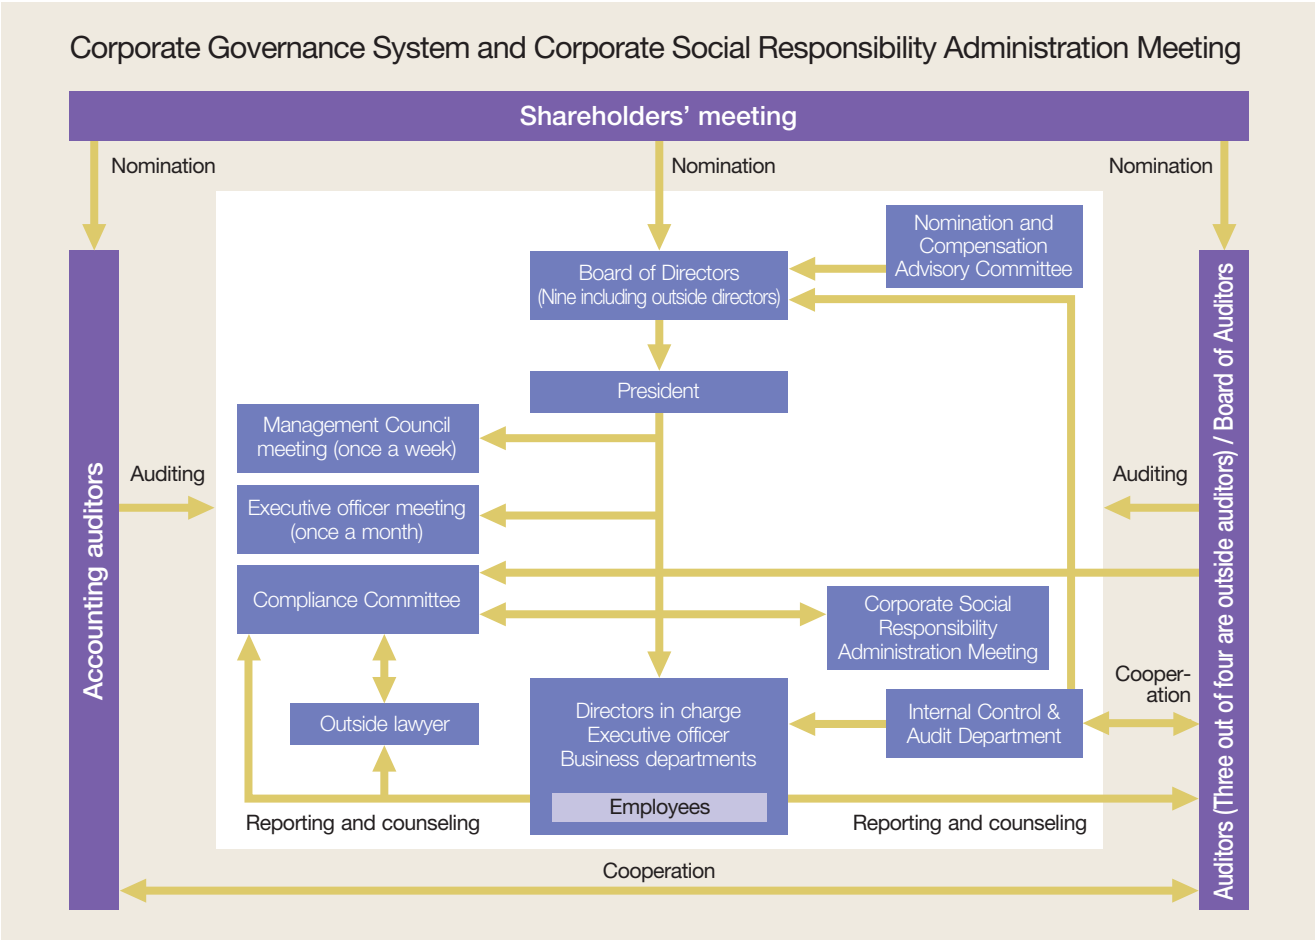 Corporate Governance System and Corporate Social Responsibility Administration Meeting
Shareholders’ meeting
Nomination
Nomination
Nomination
Nomination and
Compensation
Advisory Committee
Board of Directors
(Nine including outside directors)
President
Management Council
meeting (once a week)
Auditing
Auditing
Executive officer meeting
(once a month)
Compliance Committee
Corporate Social
Responsibility
Administration Meeting
Accounting auditors
Auditors (Three out of four are outside auditors) / Board of Auditors
Cooper-
ation
Outside lawyer
Directors in charge
Executive officer
Business departments
Internal Control &
Audit Department
Employees
Reporting and counseling
Reporting and counseling
Cooperation